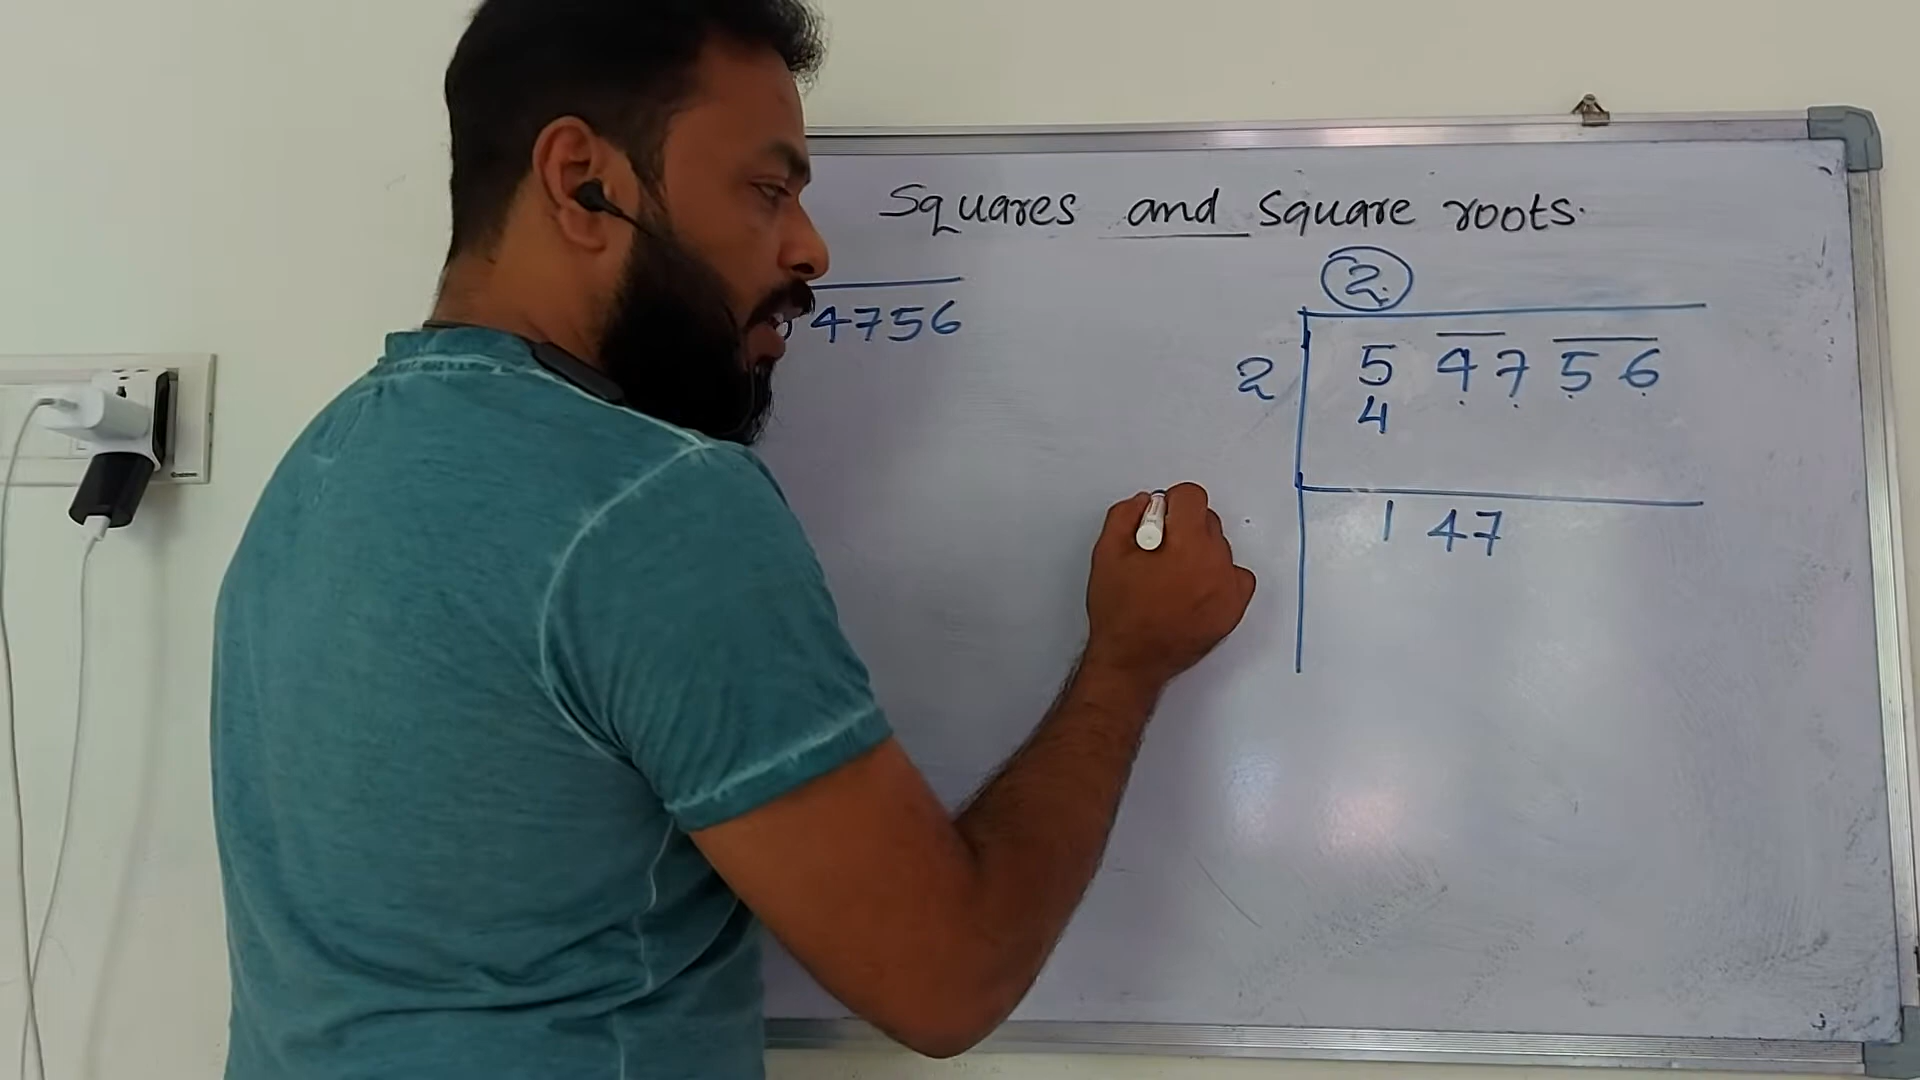 Squares and square roots.
4756
2
2 5 47 56
4
1 47